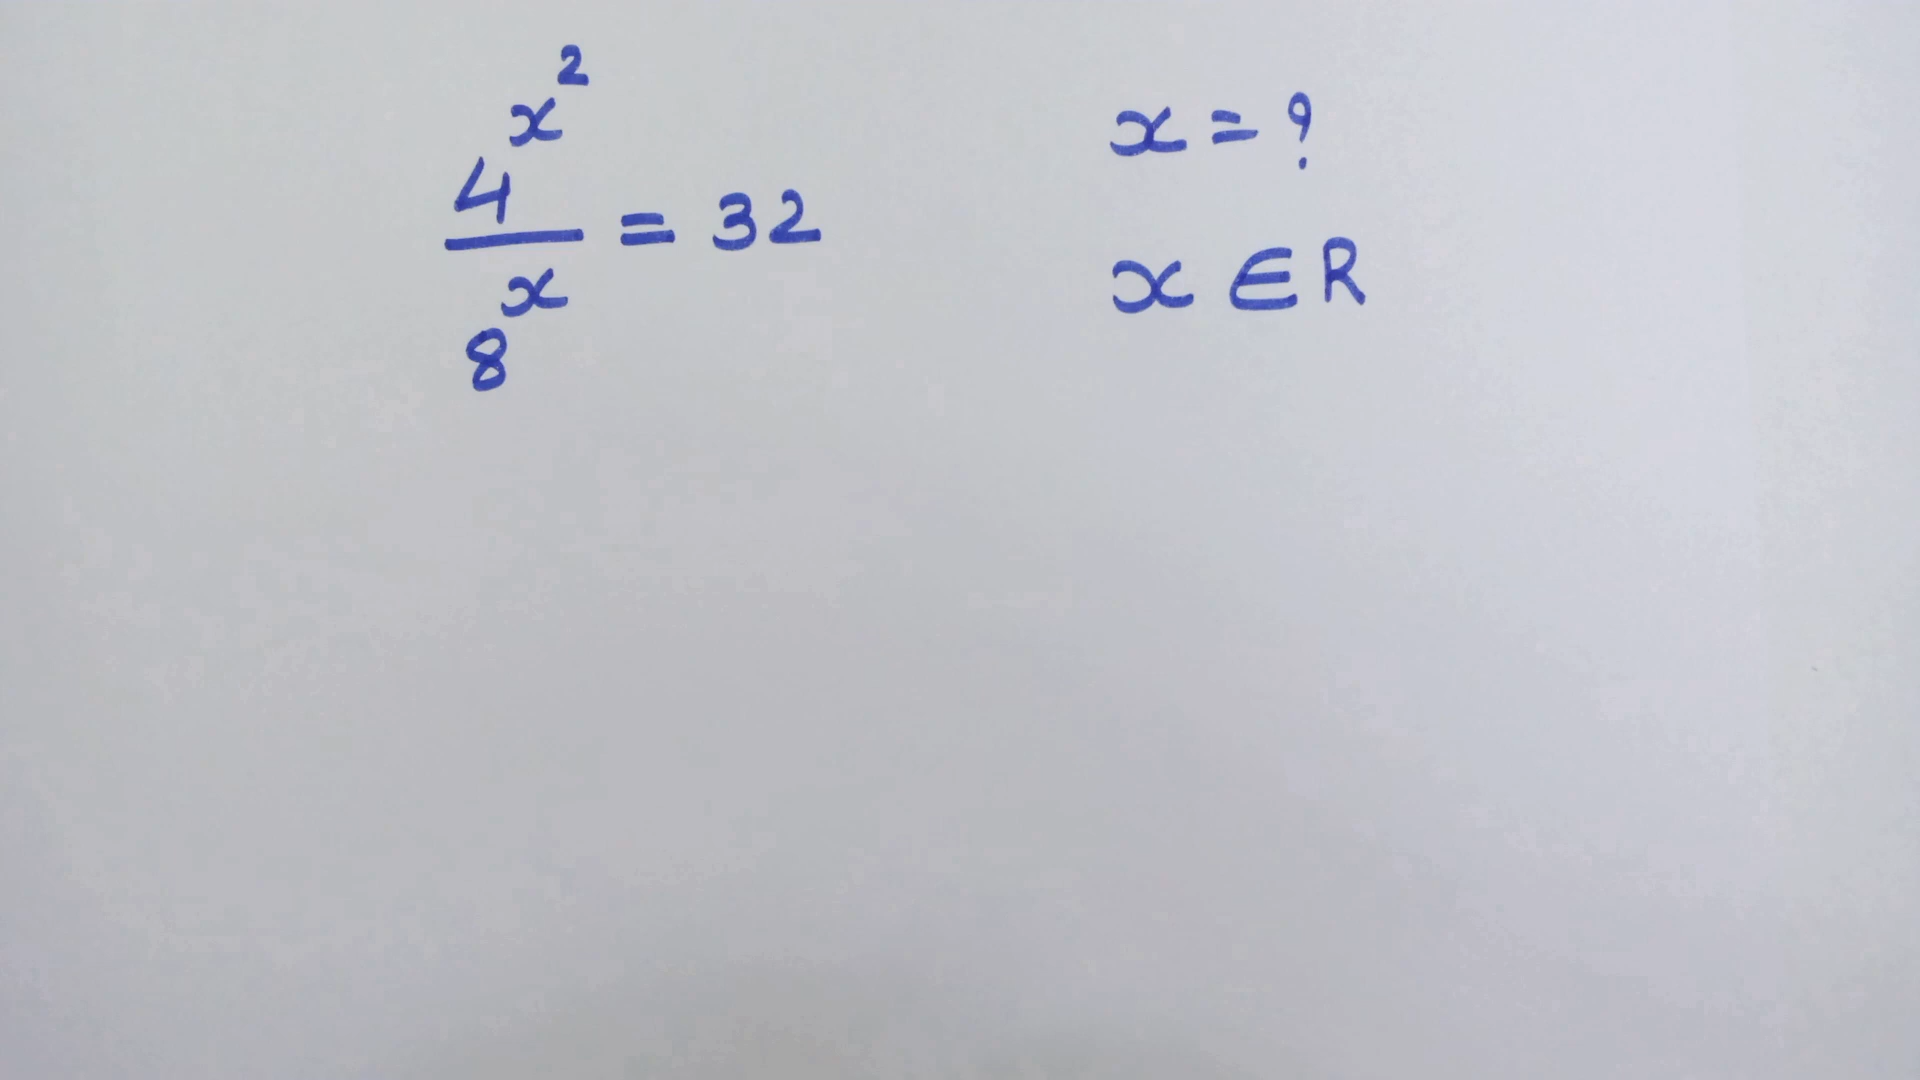 4^x^2 / 8^x = 32
x = ?
x ∈ R